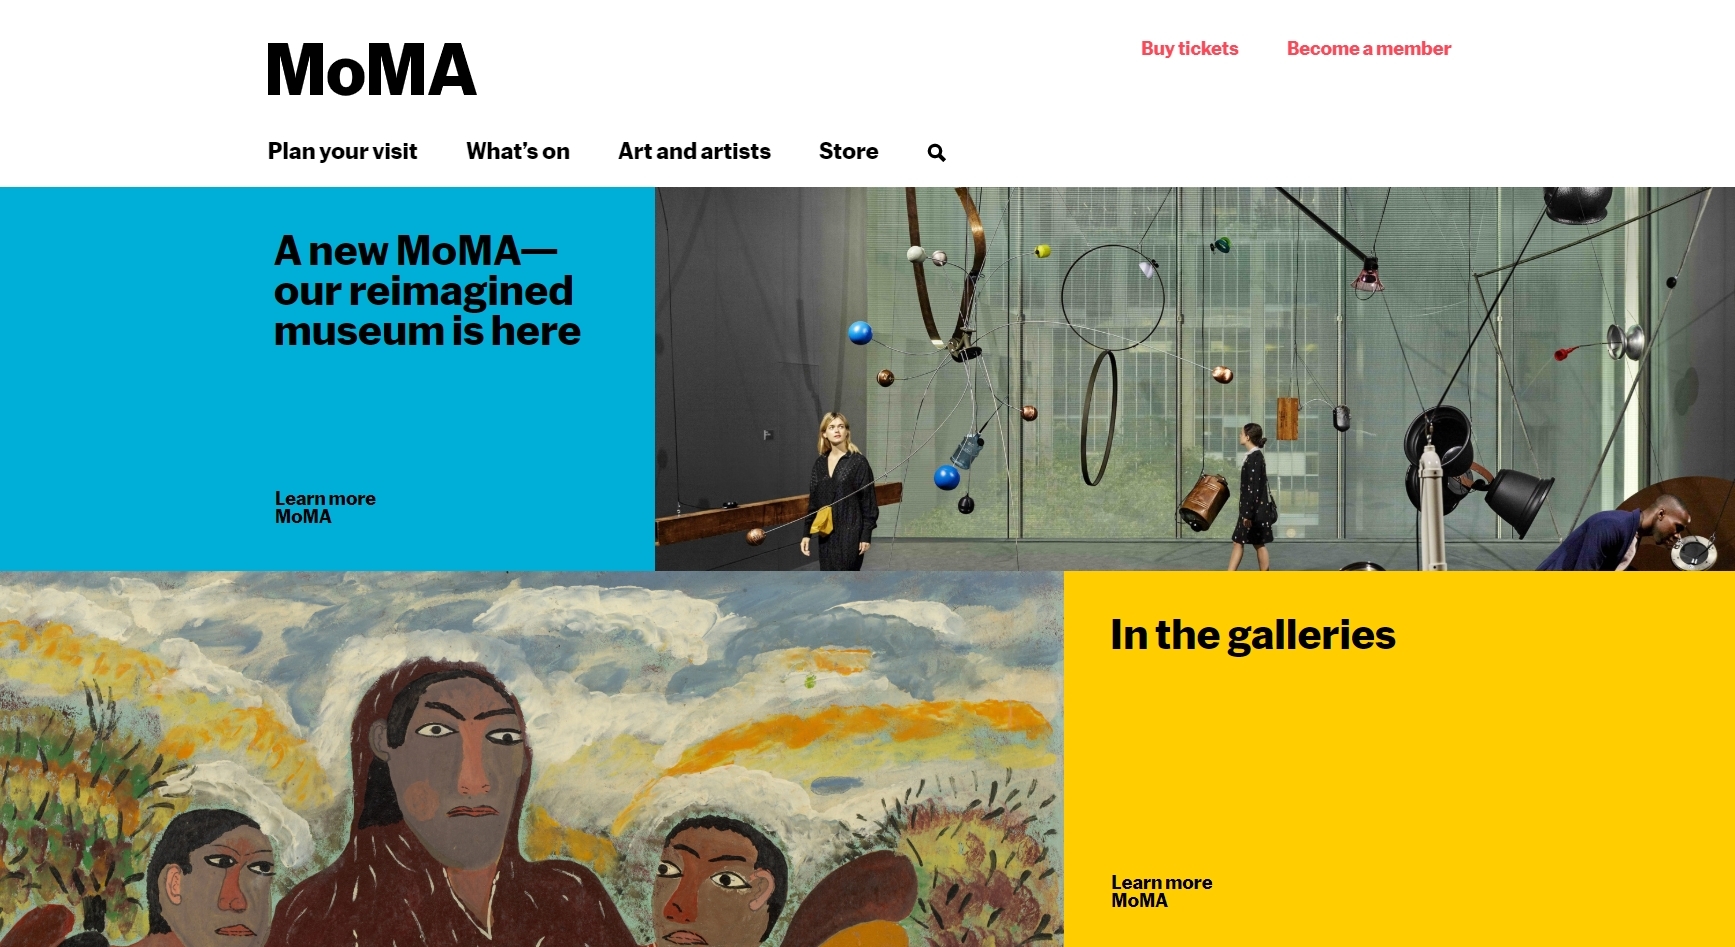 MoMA
Buy tickets
Become a member
Plan your visit
What’s on
Art and artists
Store
A new MoMA—
our reimagined
museum is here
Learn more
MoMA
In the galleries
Learn more
MoMA